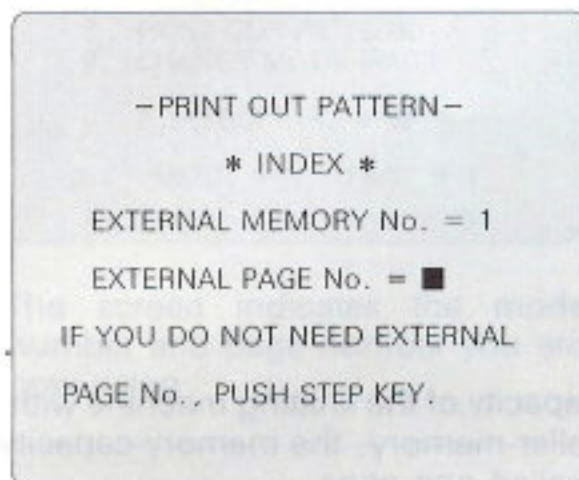 –PRINT OUT PATTERN–
* INDEX *
EXTERNAL MEMORY No. = 1
EXTERNAL PAGE No. = ■
IF YOU DO NOT NEED EXTERNAL
PAGE No., PUSH STEP KEY.